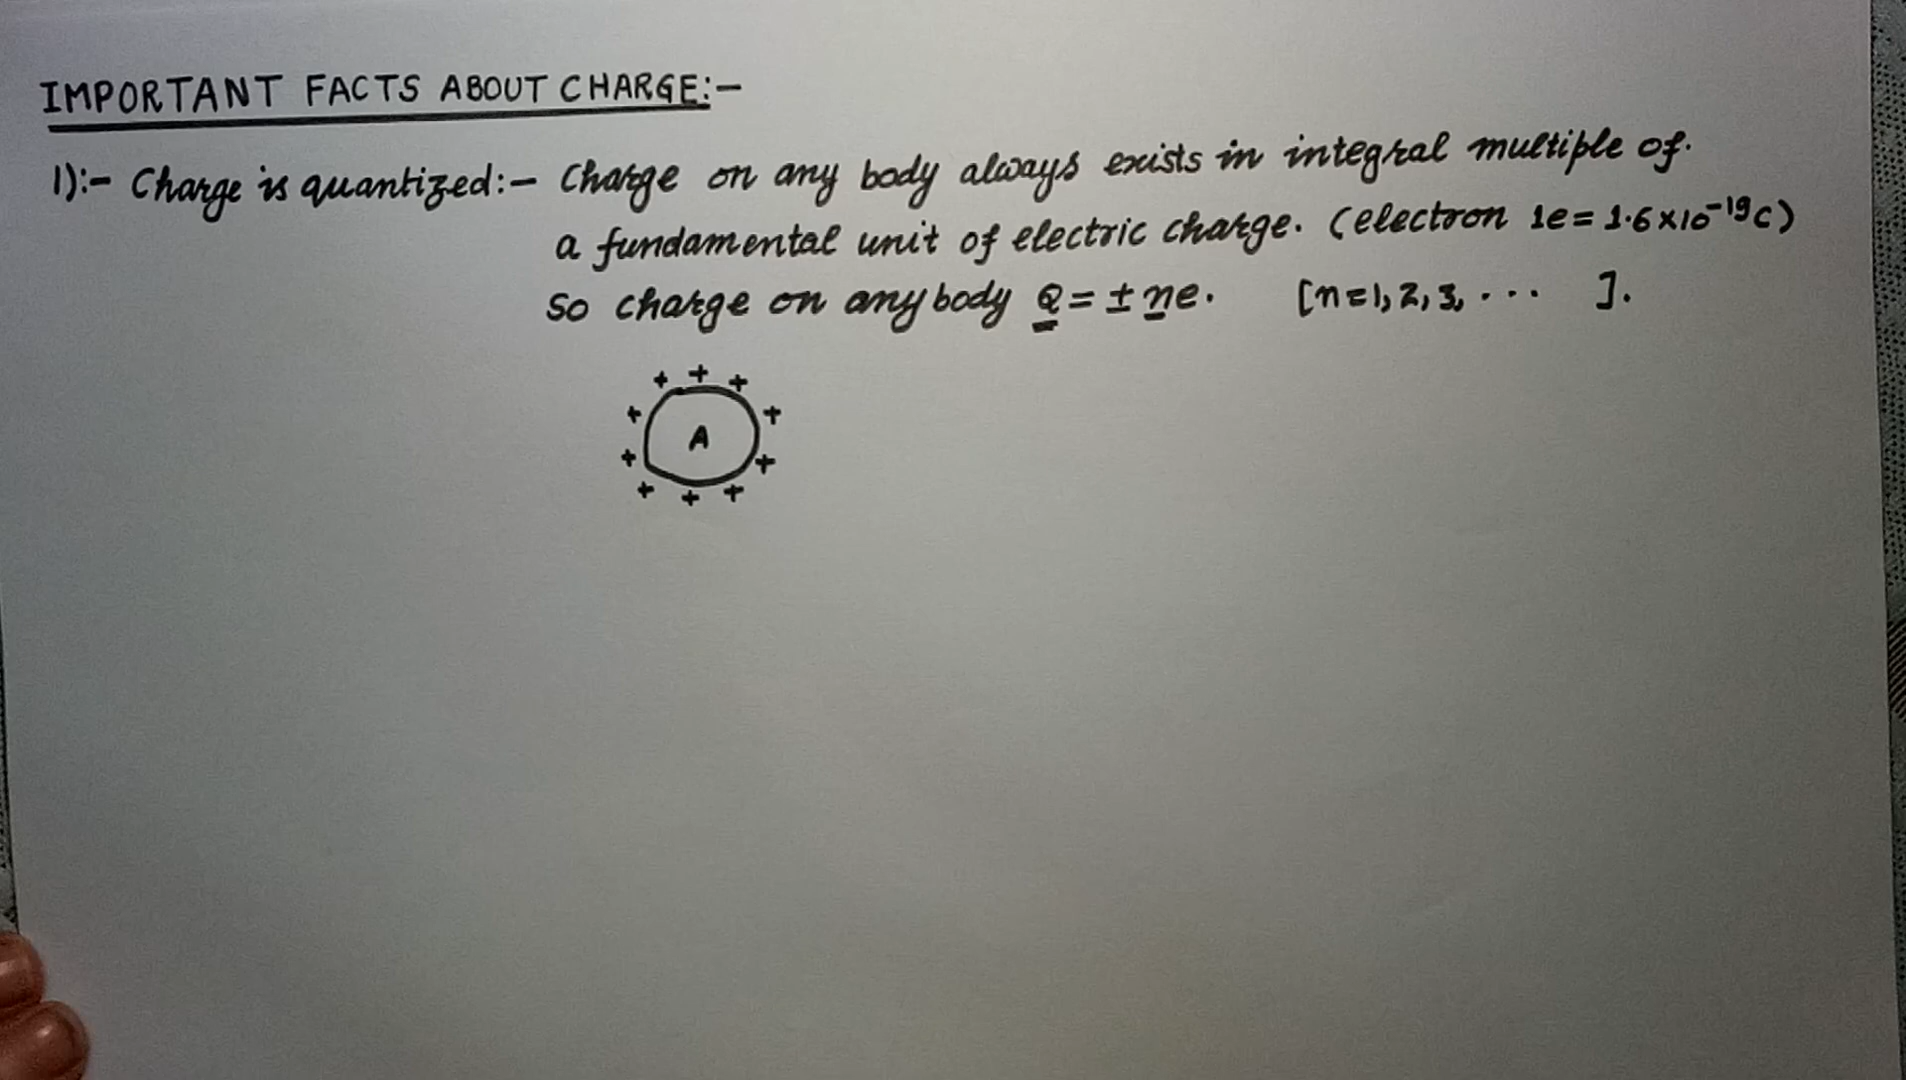 IMPORTANT FACTS ABOUT CHARGE:-
1):- Charge is quantized:- Charge on any body always exists in integral multiple of.
a fundamental unit of electric charge. (electron 1e = 1.6×10⁻¹⁹C)
So charge on any body Q = ± ne. [n=1, 2, 3, ... ].
+ + +
+ +
A
+ +
+ + +